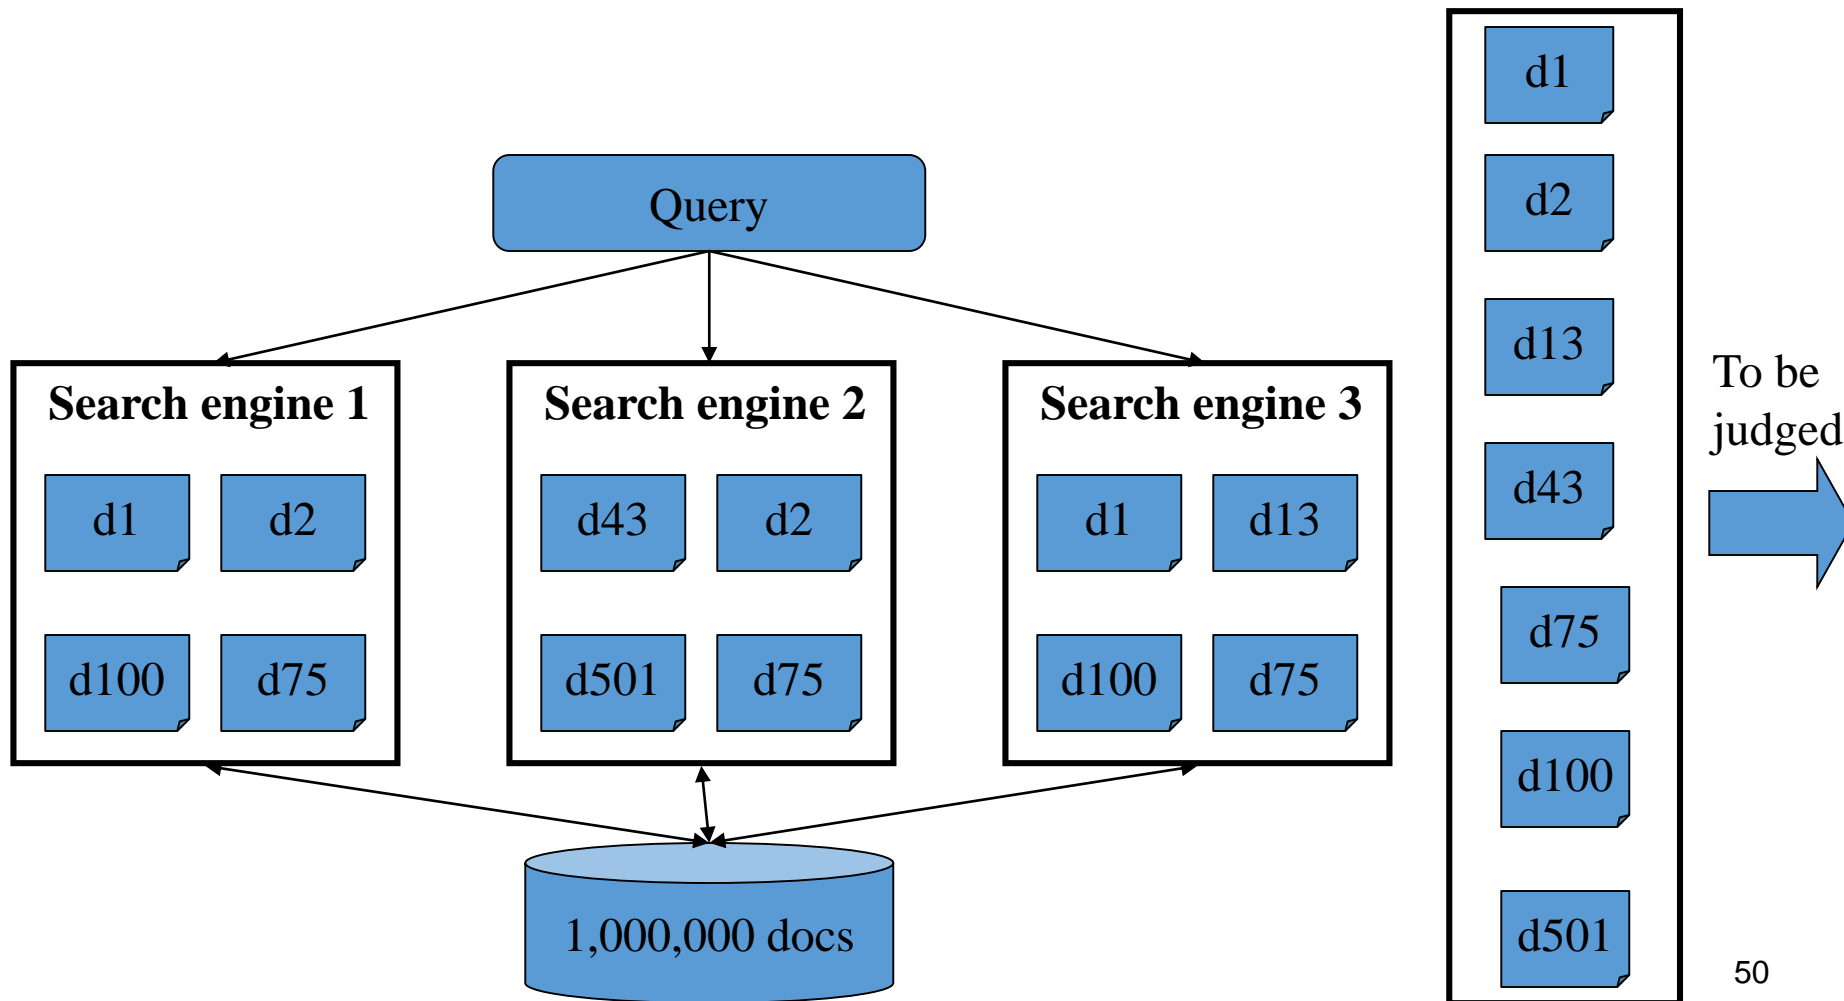 Query
Search engine 1
d1 d2
d100 d75
Search engine 2
d43 d2
d501 d75
Search engine 3
d1 d13
d100 d75
1,000,000 docs
d1
d2
d13
d43
d75
d100
d501
To be
judged
50